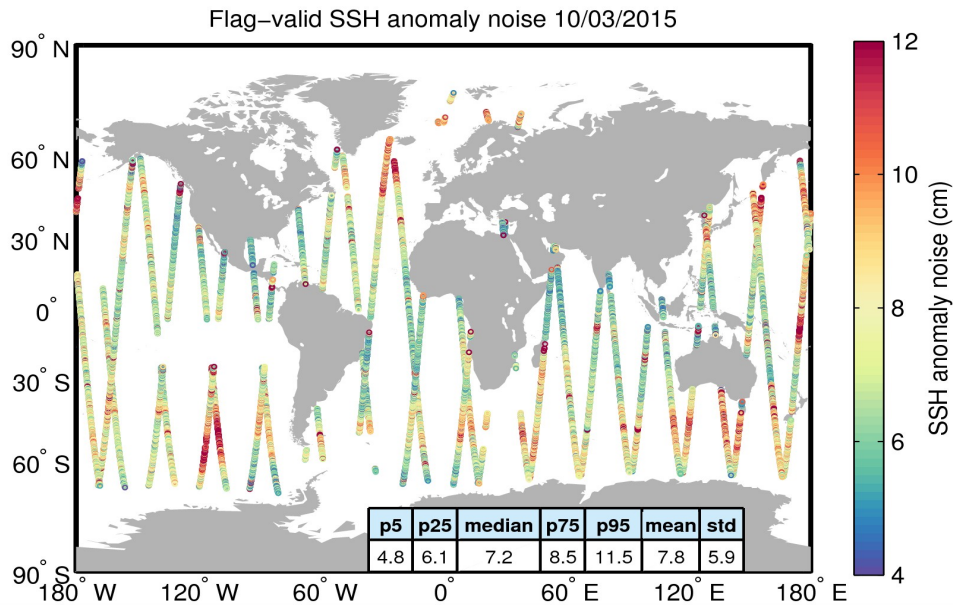 Flag−valid SSH anomaly noise 10/03/2015
90° N
60° N
30° N
0°
30° S
60° S
90° S
180° W
120° W
60° W
0°
60° E
120° E
180° E
p5 p25 median p75 p95 mean std
4.8 6.1 7.2 8.5 11.5 7.8 5.9
12
10
8
6
4
SSH anomaly noise (cm)